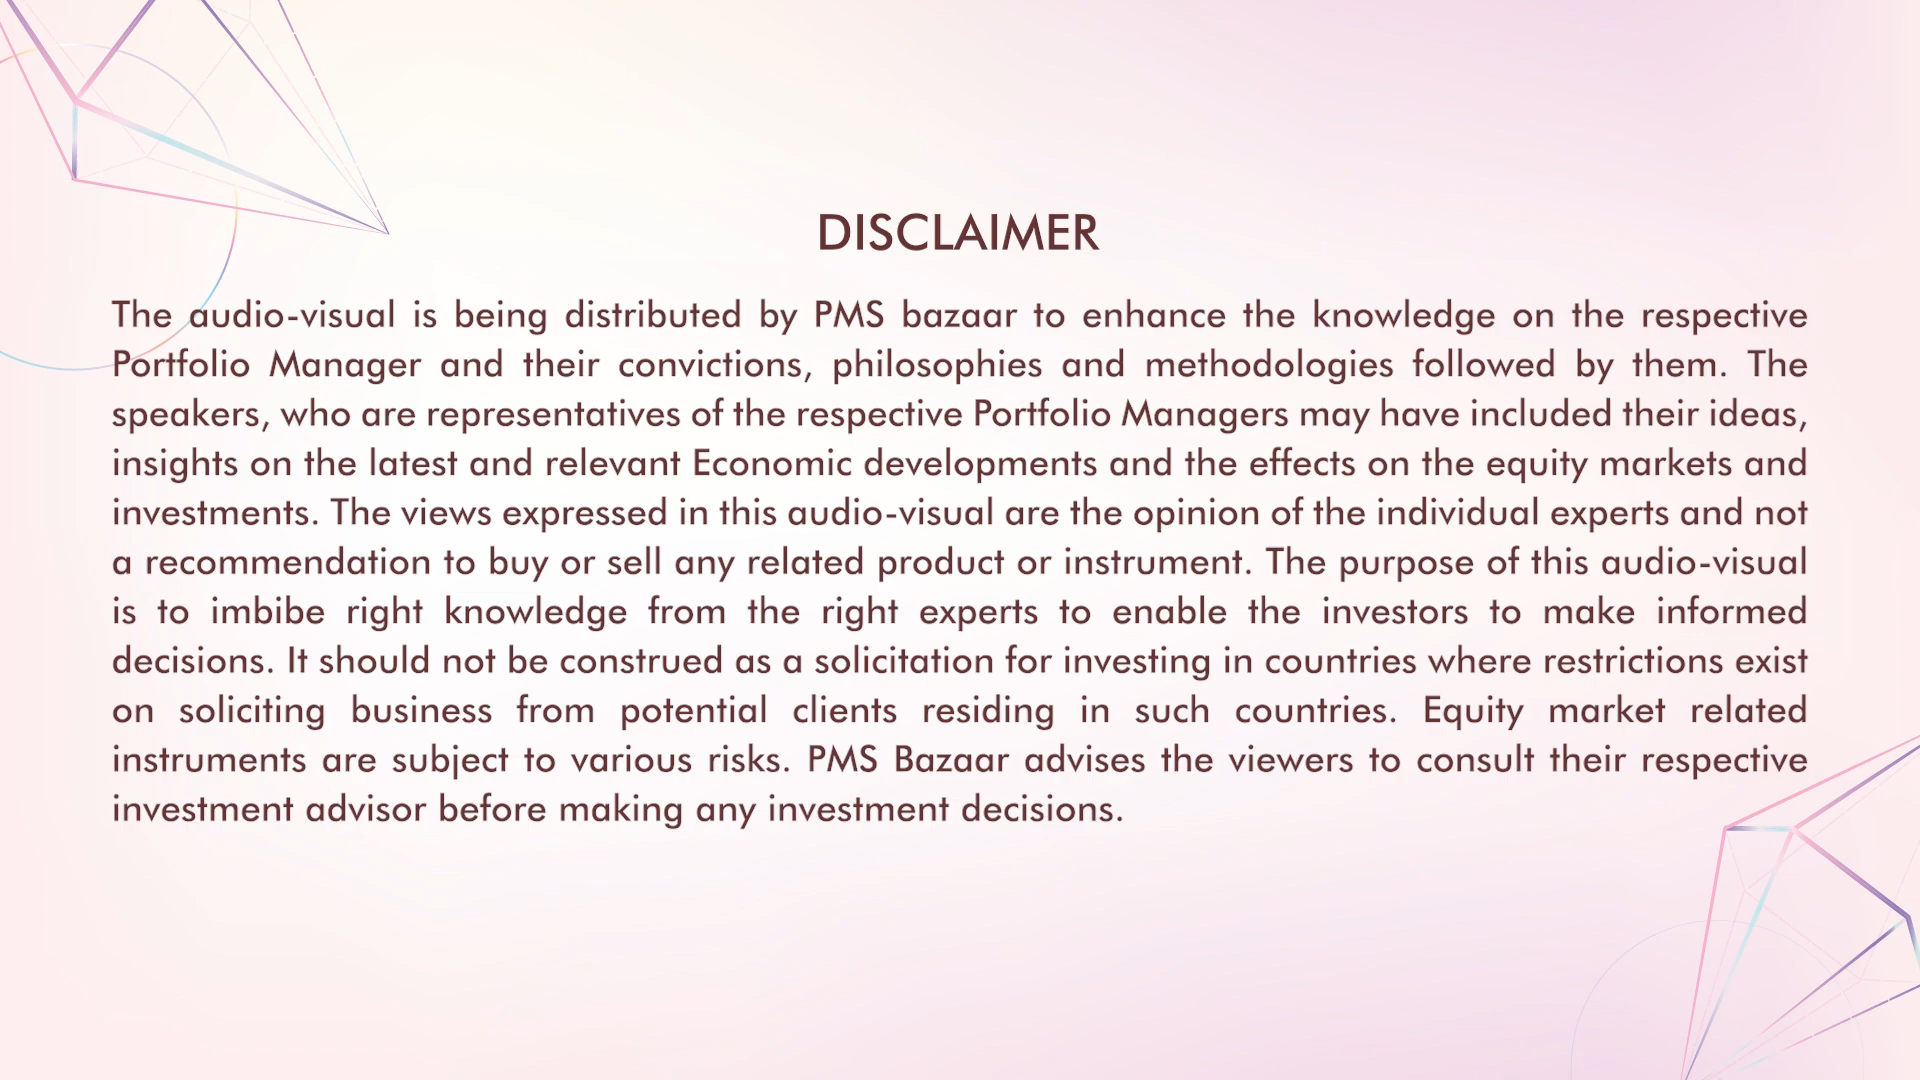 DISCLAIMER
The audio-visual is being distributed by PMS bazaar to enhance the knowledge on the respective
Portfolio Manager and their convictions, philosophies and methodologies followed by them. The
speakers, who are representatives of the respective Portfolio Managers may have included their ideas,
insights on the latest and relevant Economic developments and the effects on the equity markets and
investments. The views expressed in this audio-visual are the opinion of the individual experts and not
a recommendation to buy or sell any related product or instrument. The purpose of this audio-visual
is to imbibe right knowledge from the right experts to enable the investors to make informed
decisions. It should not be construed as a solicitation for investing in countries where restrictions exist
on soliciting business from potential clients residing in such countries. Equity market related
instruments are subject to various risks. PMS Bazaar advises the viewers to consult their respective
investment advisor before making any investment decisions.